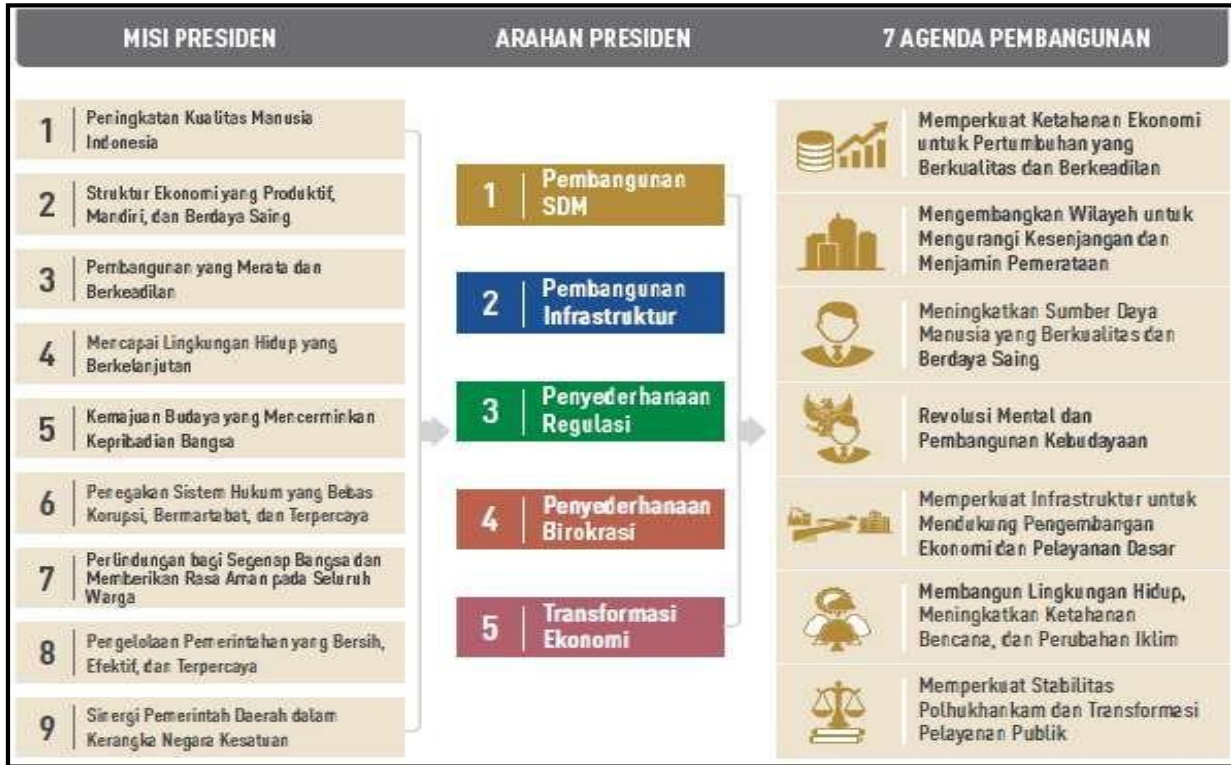 MISI PRESIDEN
ARAHAN PRESIDEN
7 AGENDA PEMBANGUNAN
1
Peningkatan Kualitas Manusia
Indonesia
2
Struktur Ekonomi yang Produktif,
Mandiri, dan Berdaya Saing
3
Pembangunan yang Merata dan
Berkeadilan
4
Mencapai Lingkungan Hidup yang
Berkelanjutan
5
Kemajuan Budaya yang Mencerminkan
Kepribadian Bangsa
6
Penegakan Sistem Hukum yang Bebas
Korupsi, Bermartabat, dan Terpercaya
7
Perlindungan bagi Segenap Bangsa dan
Memberikan Rasa Aman pada Seluruh
Warga
8
Pengelolaan Pemerintahan yang Bersih,
Efektif, dan Terpercaya
9
Sinergi Pemerintah Daerah dalam
Kerangka Negara Kesatuan
1
Pembangunan
SDM
2
Pembangunan
Infrastruktur
3
Penyederhanaan
Regulasi
4
Penyederhanaan
Birokrasi
5
Transformasi
Ekonomi
Memperkuat Ketahanan Ekonomi
untuk Pertumbuhan yang
Berkualitas dan Berkeadilan
Mengembangkan Wilayah untuk
Mengurangi Kesenjangan dan
Menjamin Pemerataan
Meningkatkan Sumber Daya
Manusia yang Berkualitas dan
Berdaya Saing
Revolusi Mental dan
Pembangunan Kebudayaan
Memperkuat Infrastruktur untuk
Mendukung Pengembangan
Ekonomi dan Pelayanan Dasar
Membangun Lingkungan Hidup,
Meningkatkan Ketahanan
Bencana, dan Perubahan Iklim
Memperkuat Stabilitas
Polhukhankam dan Transformasi
Pelayanan Publik